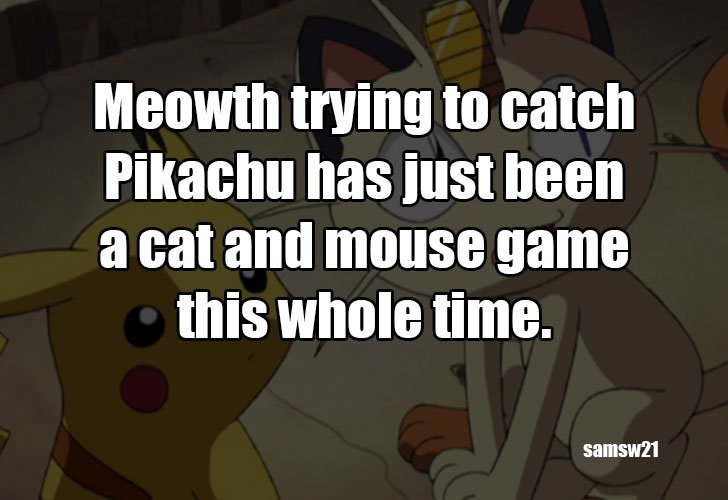 Meowth trying to catch
Pikachu has just been
a cat and mouse game
this whole time.
samsw21